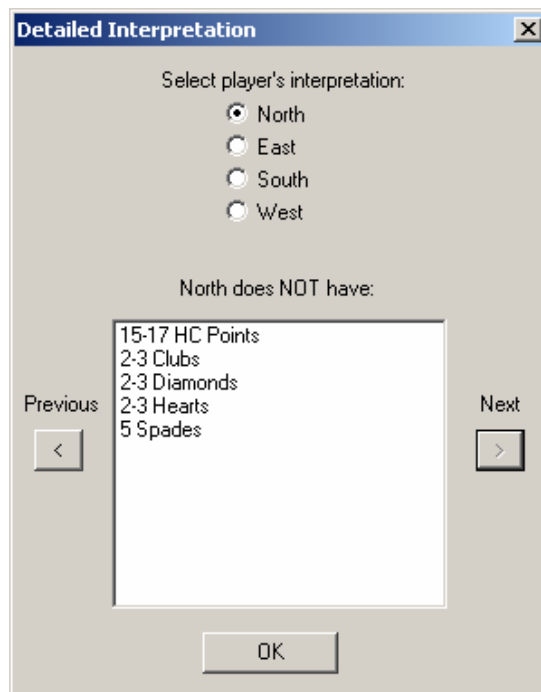 Detailed Interpretation
Select player's interpretation:
North
East
South
West
North does NOT have:
15-17 HC Points
2-3 Clubs
2-3 Diamonds
2-3 Hearts
5 Spades
Previous
<
Next
>
OK